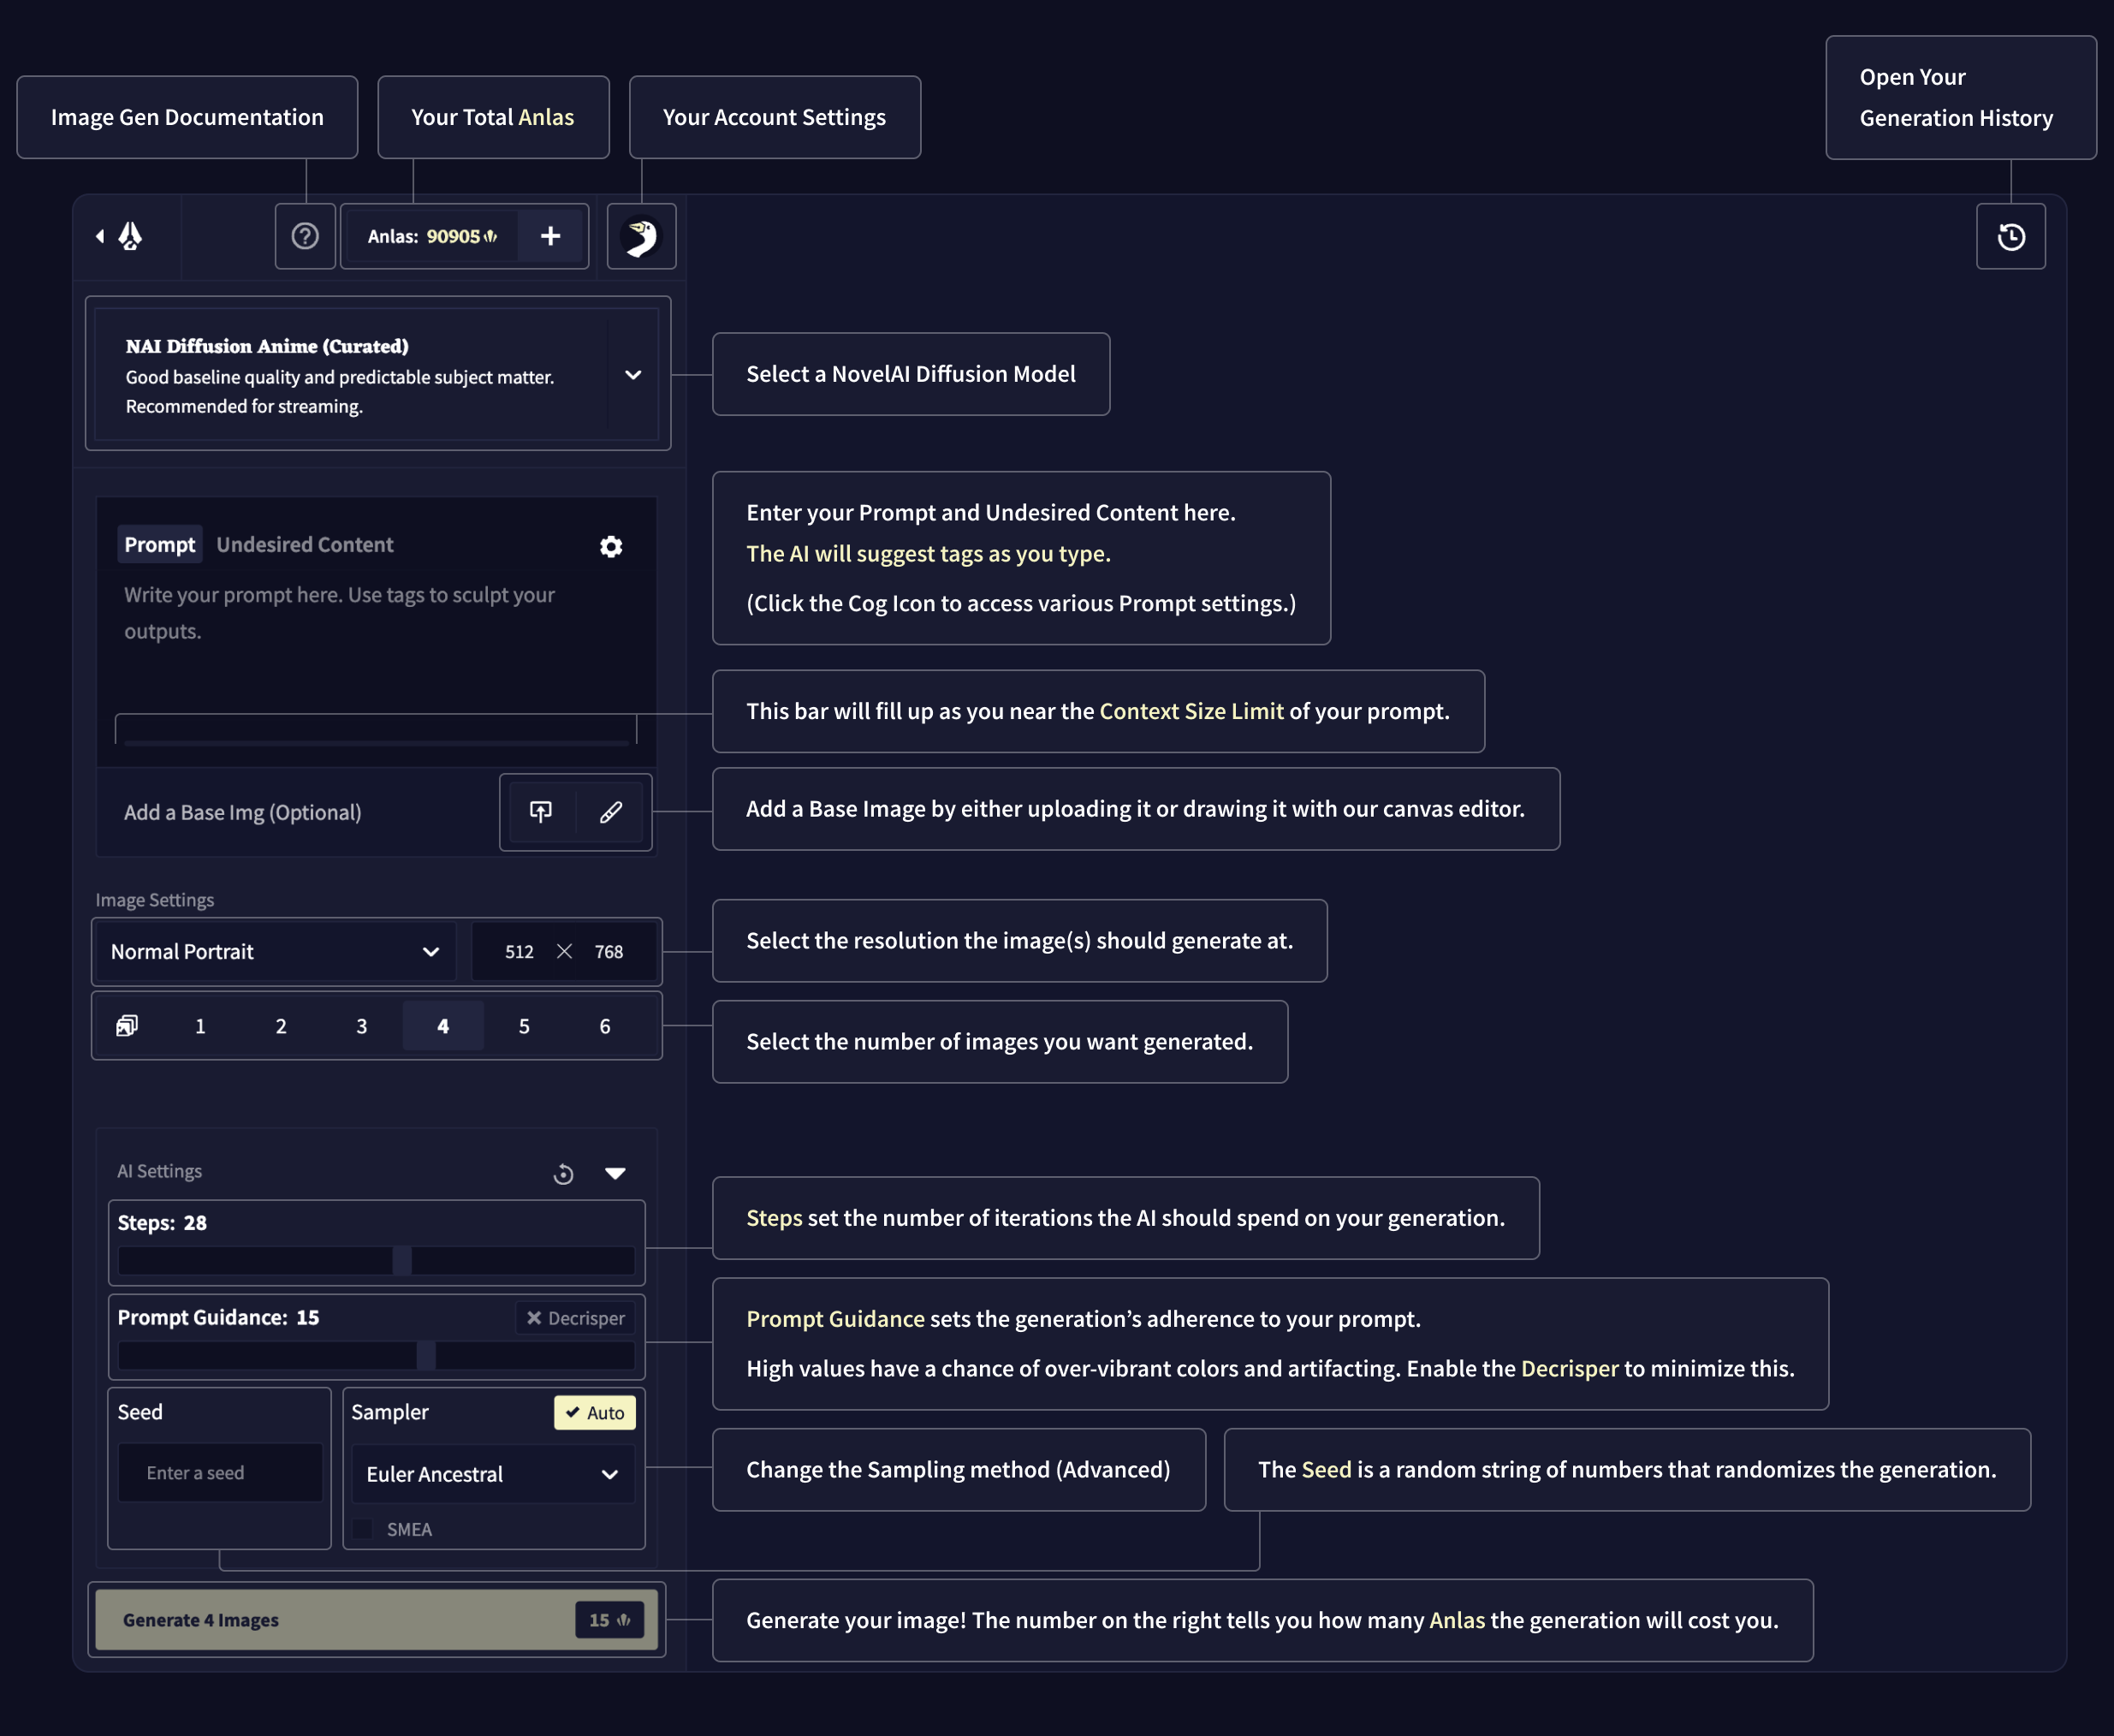 Image Gen Documentation
Your Total Anlas
Your Account Settings
Open Your
Generation History
Anlas: 90905
NAI Diffusion Anime (Curated)
Good baseline quality and predictable subject matter.
Recommended for streaming.
Select a NovelAI Diffusion Model
Prompt
Undesired Content
Write your prompt here. Use tags to sculpt your
outputs.
Enter your Prompt and Undesired Content here.
The AI will suggest tags as you type.
(Click the Cog Icon to access various Prompt settings.)
This bar will fill up as you near the Context Size Limit of your prompt.
Add a Base Img (Optional)
Add a Base Image by either uploading it or drawing it with our canvas editor.
Image Settings
Normal Portrait
512 × 768
Select the resolution the image(s) should generate at.
1 2 3 4 5 6
Select the number of images you want generated.
AI Settings
Steps: 28
Steps set the number of iterations the AI should spend on your generation.
Prompt Guidance: 15
Decrisper
Prompt Guidance sets the generation’s adherence to your prompt.
High values have a chance of over-vibrant colors and artifacting. Enable the Decrisper to minimize this.
Seed
Enter a seed
Sampler
Auto
Euler Ancestral
SMEA
Change the Sampling method (Advanced)
The Seed is a random string of numbers that randomizes the generation.
Generate 4 Images
15
Generate your image! The number on the right tells you how many Anlas the generation will cost you.